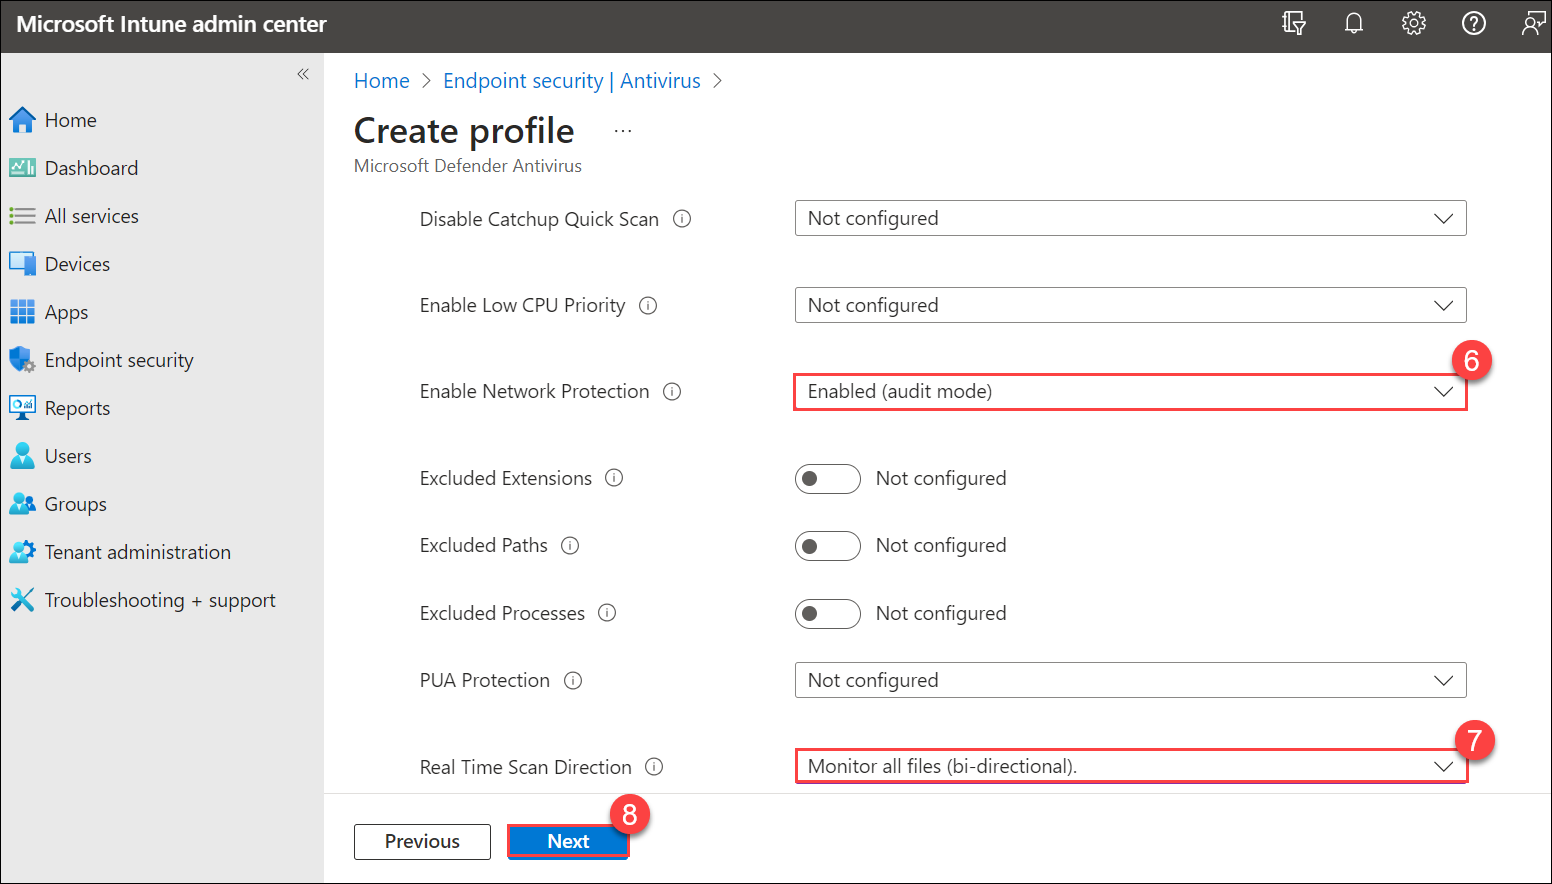 Microsoft Intune admin center
Home
Dashboard
All services
Devices
Apps
Endpoint security
Reports
Users
Groups
Tenant administration
Troubleshooting + support
Home > Endpoint security | Antivirus >
Create profile ...
Microsoft Defender Antivirus
Disable Catchup Quick Scan Not configured
Enable Low CPU Priority Not configured
6
Enable Network Protection Enabled (audit mode)
Excluded Extensions Not configured
Excluded Paths Not configured
Excluded Processes Not configured
PUA Protection Not configured
7
Real Time Scan Direction Monitor all files (bi-directional).
8
Previous Next